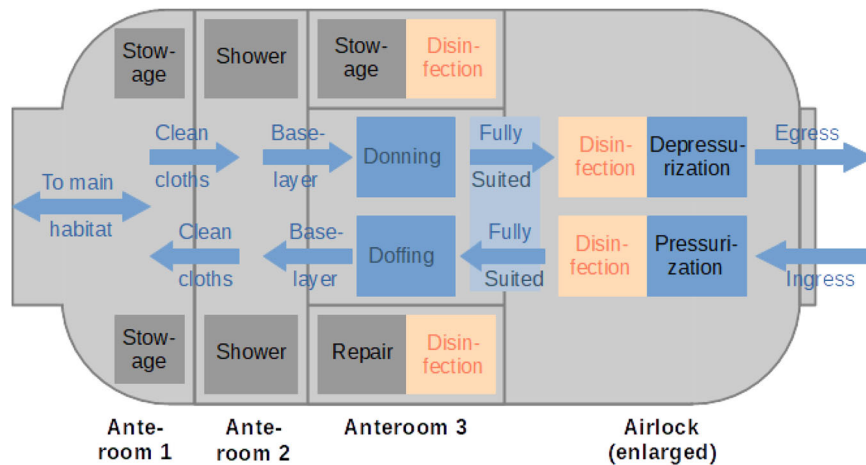 Stow-
age
Shower
Stow-
age
Disin-
fection
Clean
cloths
Base-
layer
Donning
Fully
Suited
Disin-
fection
Depressu-
rization
Egress
To main
habitat
Clean
cloths
Base-
layer
Doffing
Fully
Suited
Disin-
fection
Pressuri-
zation
Ingress
Stow-
age
Shower
Repair
Disin-
fection
Ante-
room 1
Ante-
room 2
Anteroom 3
Airlock
(enlarged)